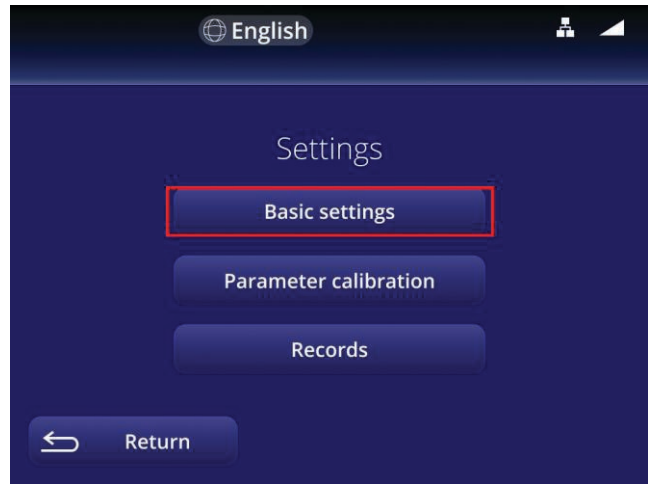 English
Settings
Basic settings
Parameter calibration
Records
Return